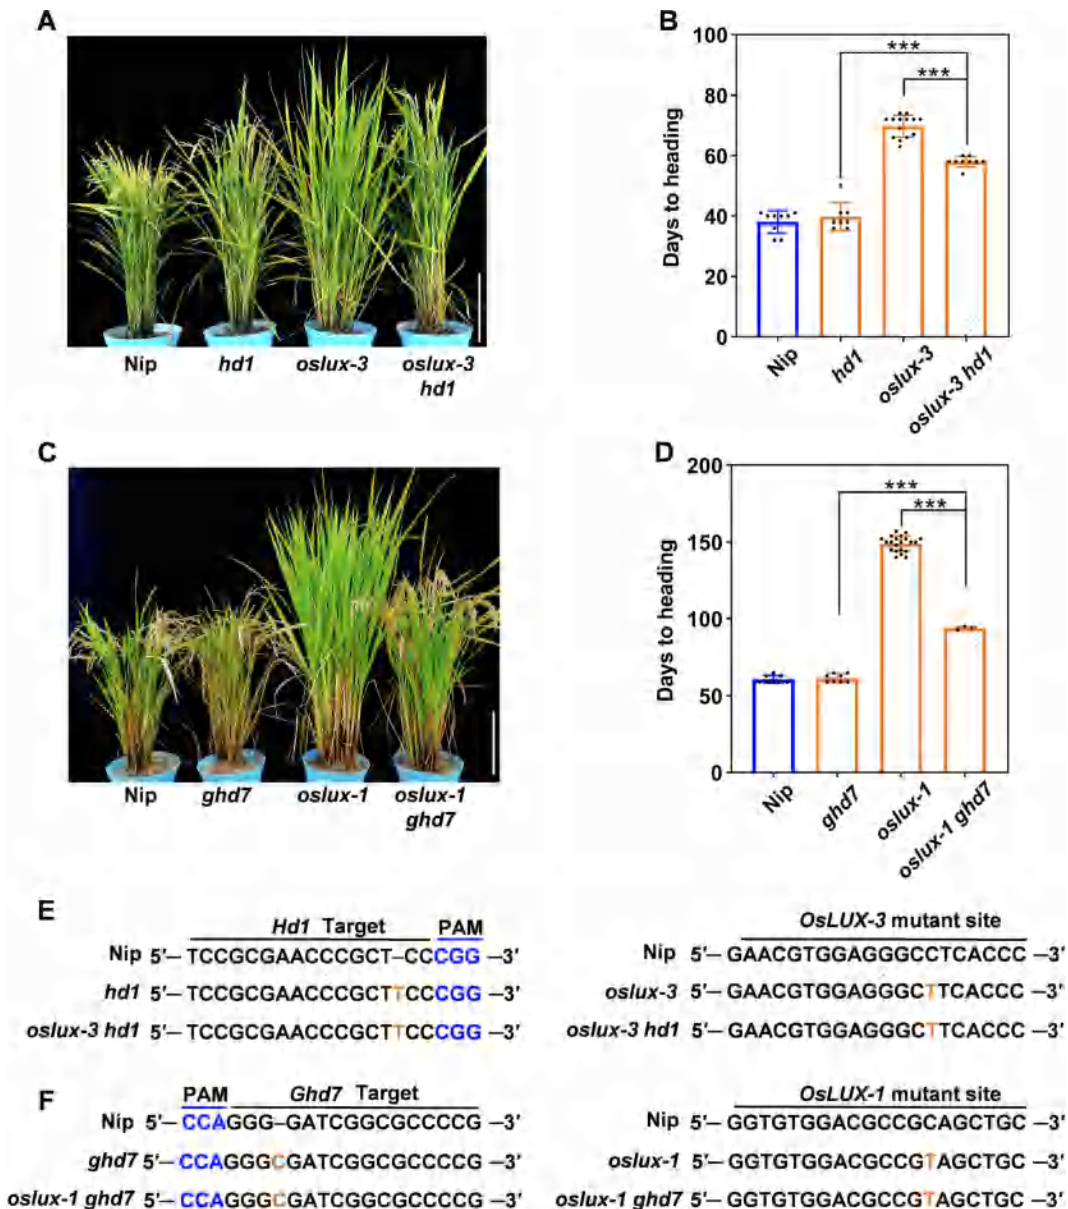 A
Nip
hd1
oslux-3
oslux-3
hd1
B
Days to heading
100
80
60
40
20
0
***
***
Nip
hd1
oslux-3
oslux-3 hd1
C
Nip
ghd7
oslux-1
oslux-1
ghd7
D
Days to heading
200
150
100
50
0
***
***
Nip
ghd7
oslux-1
oslux-1 ghd7
E
Hd1 Target PAM
Nip 5'–TCCGCGAACCCGCT–CCCGG–3'
hd1 5'–TCCGCGAACCCGCTTCCCGG–3'
oslux-3 hd1 5'–TCCGCGAACCCGCTTCCCGG–3'
OsLUX-3 mutant site
Nip 5'–GAACGTGGAGGGCCTCACCC–3'
oslux-3 5'–GAACGTGGAGGGCTTCACCC–3'
oslux-3 hd1 5'–GAACGTGGAGGGCTTCACCC–3'
F
PAM Ghd7 Target
Nip 5'–CCAGGG–GATCGGCGCCCCG–3'
ghd7 5'–CCAGGGCGATCGGCGCCCCG–3'
oslux-1 ghd7 5'–CCAGGGCGATCGGCGCCCCG–3'
OsLUX-1 mutant site
Nip 5'–GGTGTGGACGCCGCAGCTGC–3'
oslux-1 5'–GGTGTGGACGCCGTAGCTGC–3'
oslux-1 ghd7 5'–GGTGTGGACGCCGTAGCTGC–3'